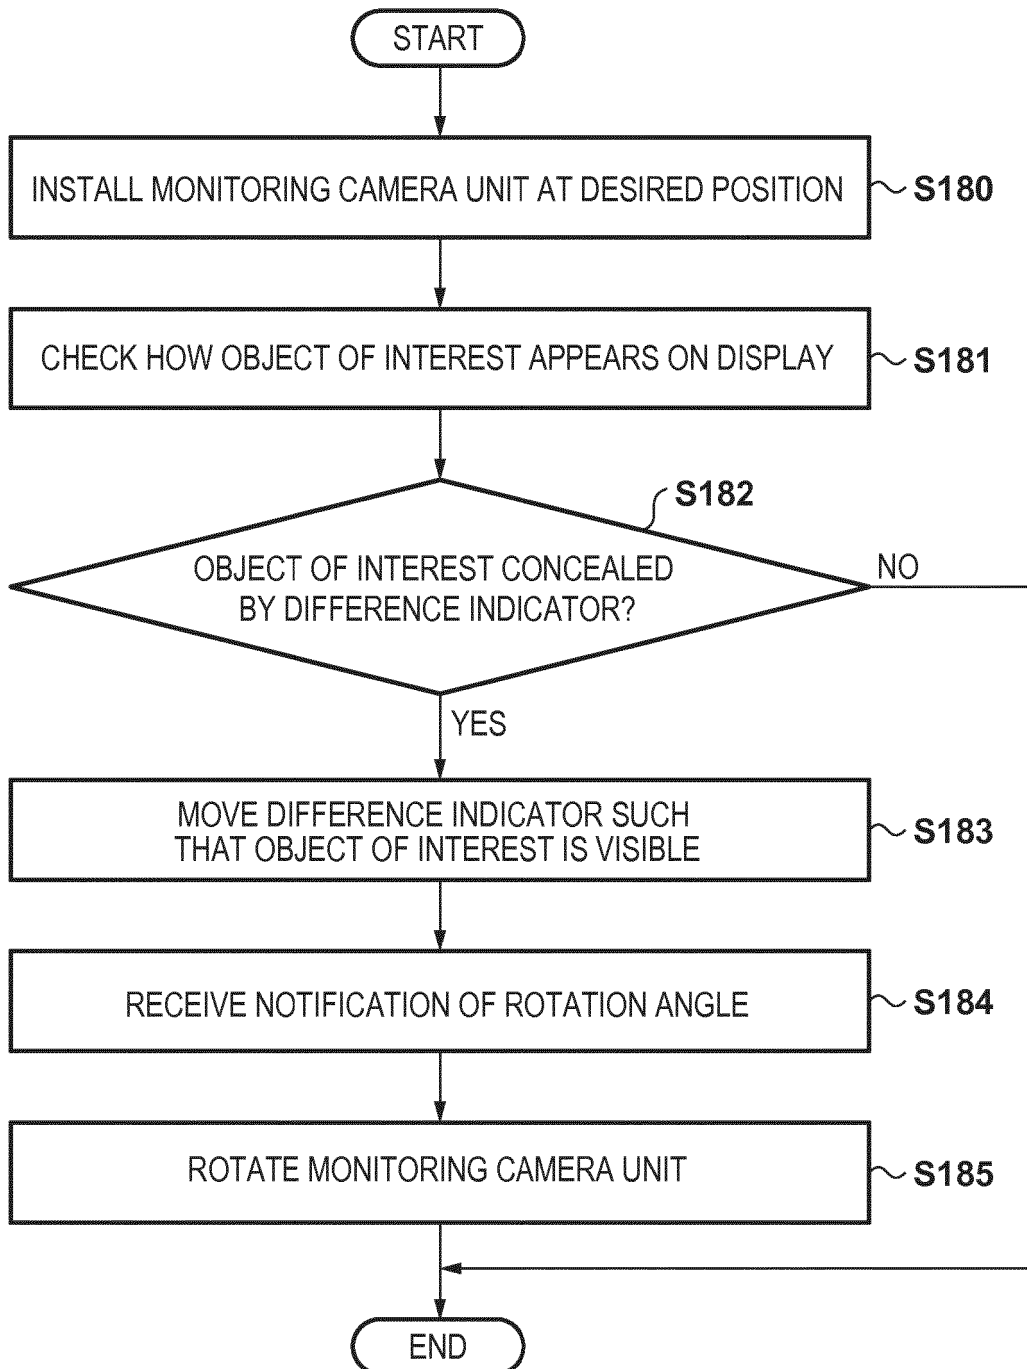 START
INSTALL MONITORING CAMERA UNIT AT DESIRED POSITION
S180
CHECK HOW OBJECT OF INTEREST APPEARS ON DISPLAY
S181
S182
OBJECT OF INTEREST CONCEALED
BY DIFFERENCE INDICATOR?
NO
YES
MOVE DIFFERENCE INDICATOR SUCH
THAT OBJECT OF INTEREST IS VISIBLE
S183
RECEIVE NOTIFICATION OF ROTATION ANGLE
S184
ROTATE MONITORING CAMERA UNIT
S185
END